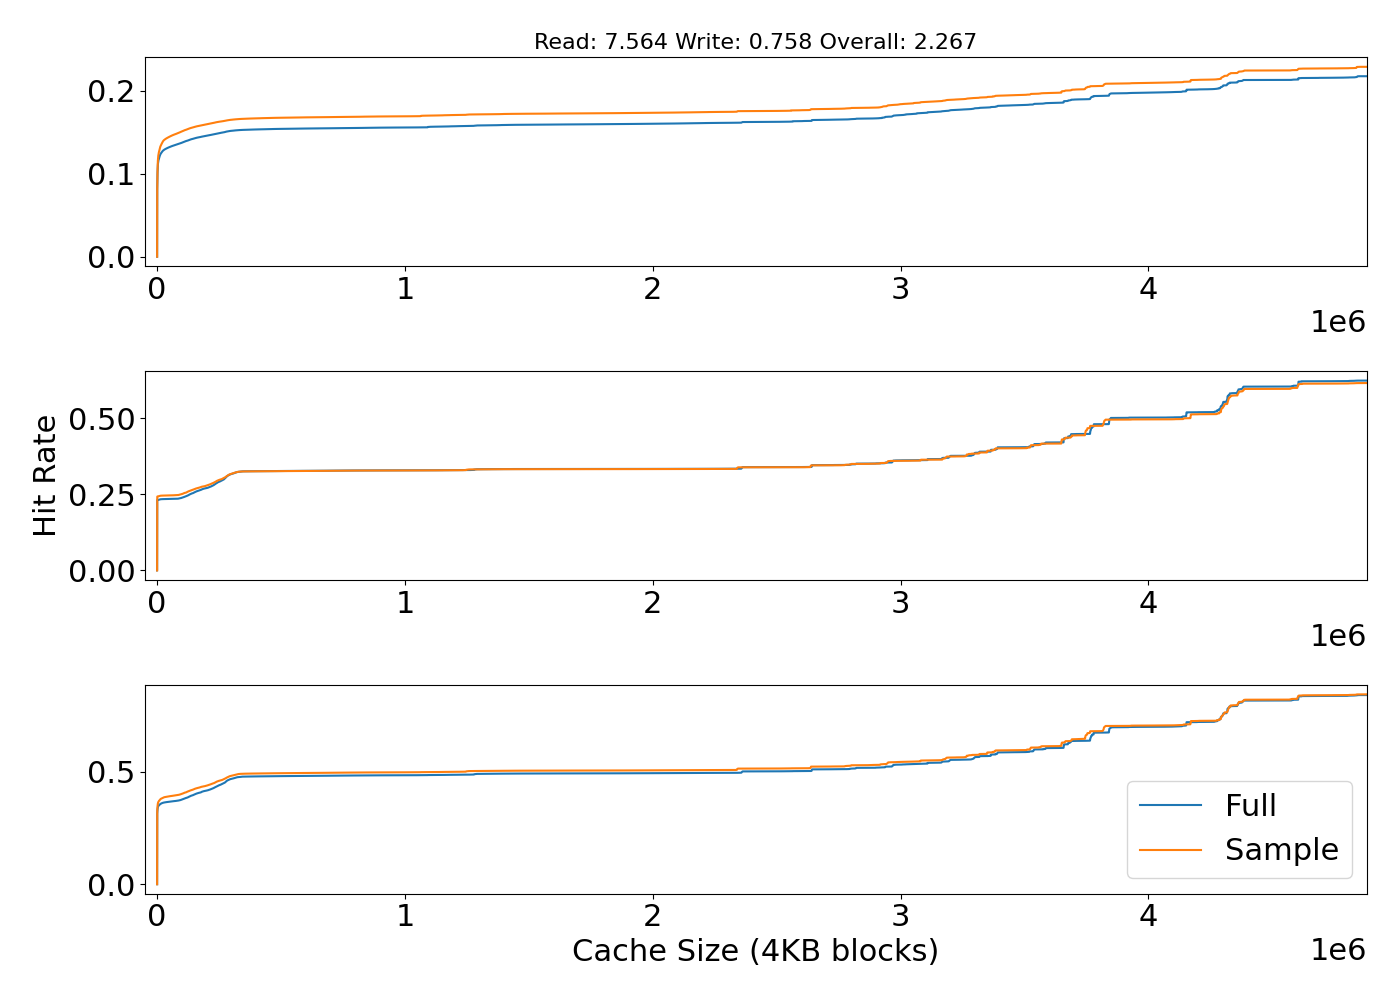 Read: 7.564 Write: 0.758 Overall: 2.267
0.2
0.1
0.0
0 1 2 3 4
1e6
Hit Rate
0.50
0.25
0.00
0 1 2 3 4
1e6
0.5
0.0
Full
Sample
0 1 2 3 4
Cache Size (4KB blocks)
1e6